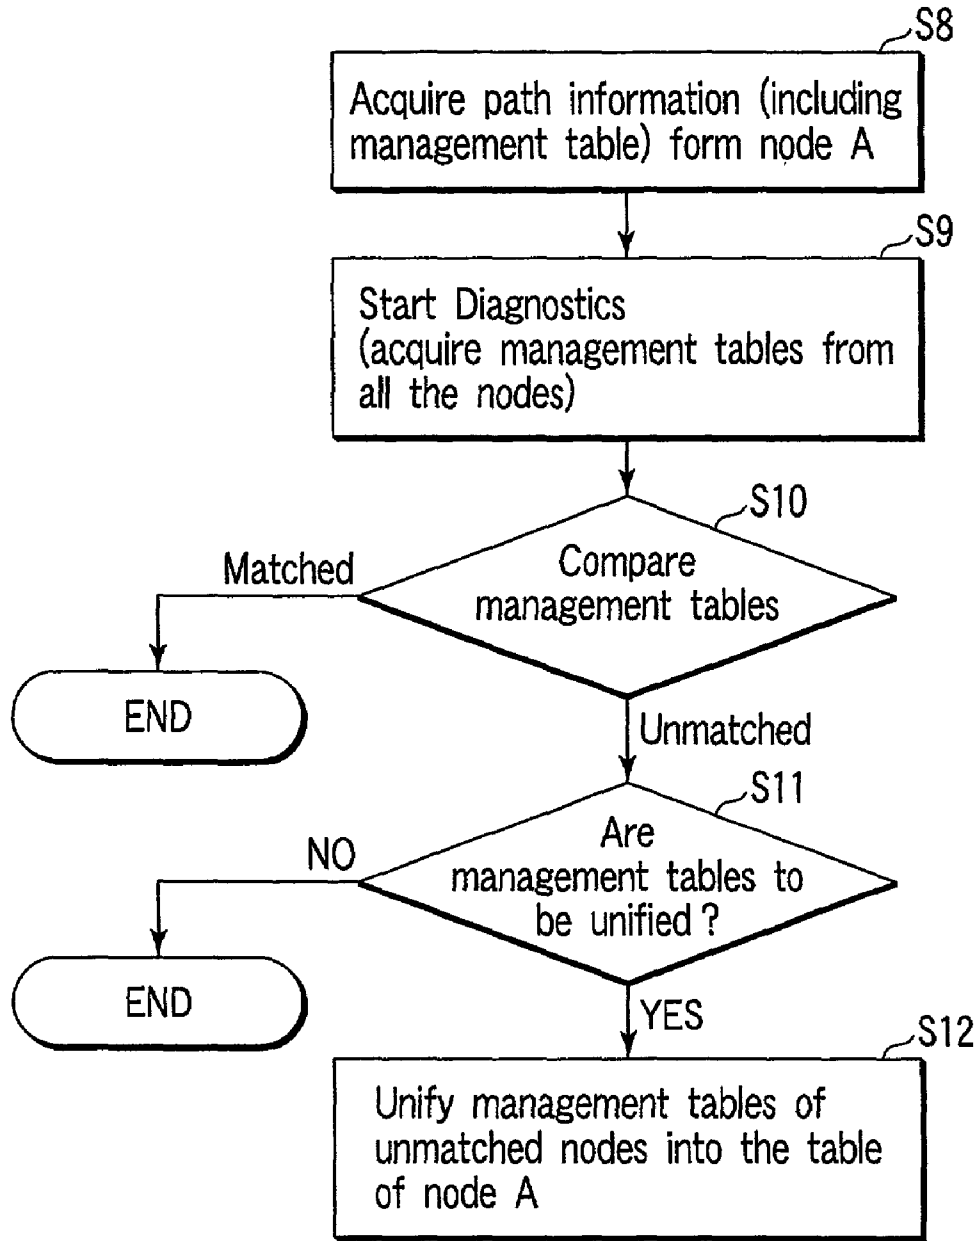 S8
Acquire path information (including
management table) form node A
S9
Start Diagnostics
(acquire management tables from
all the nodes)
S10
Compare
management tables
Matched
END
Unmatched
S11
Are
management tables to
be unified ?
NO
END
YES
S12
Unify management tables of
unmatched nodes into the table
of node A